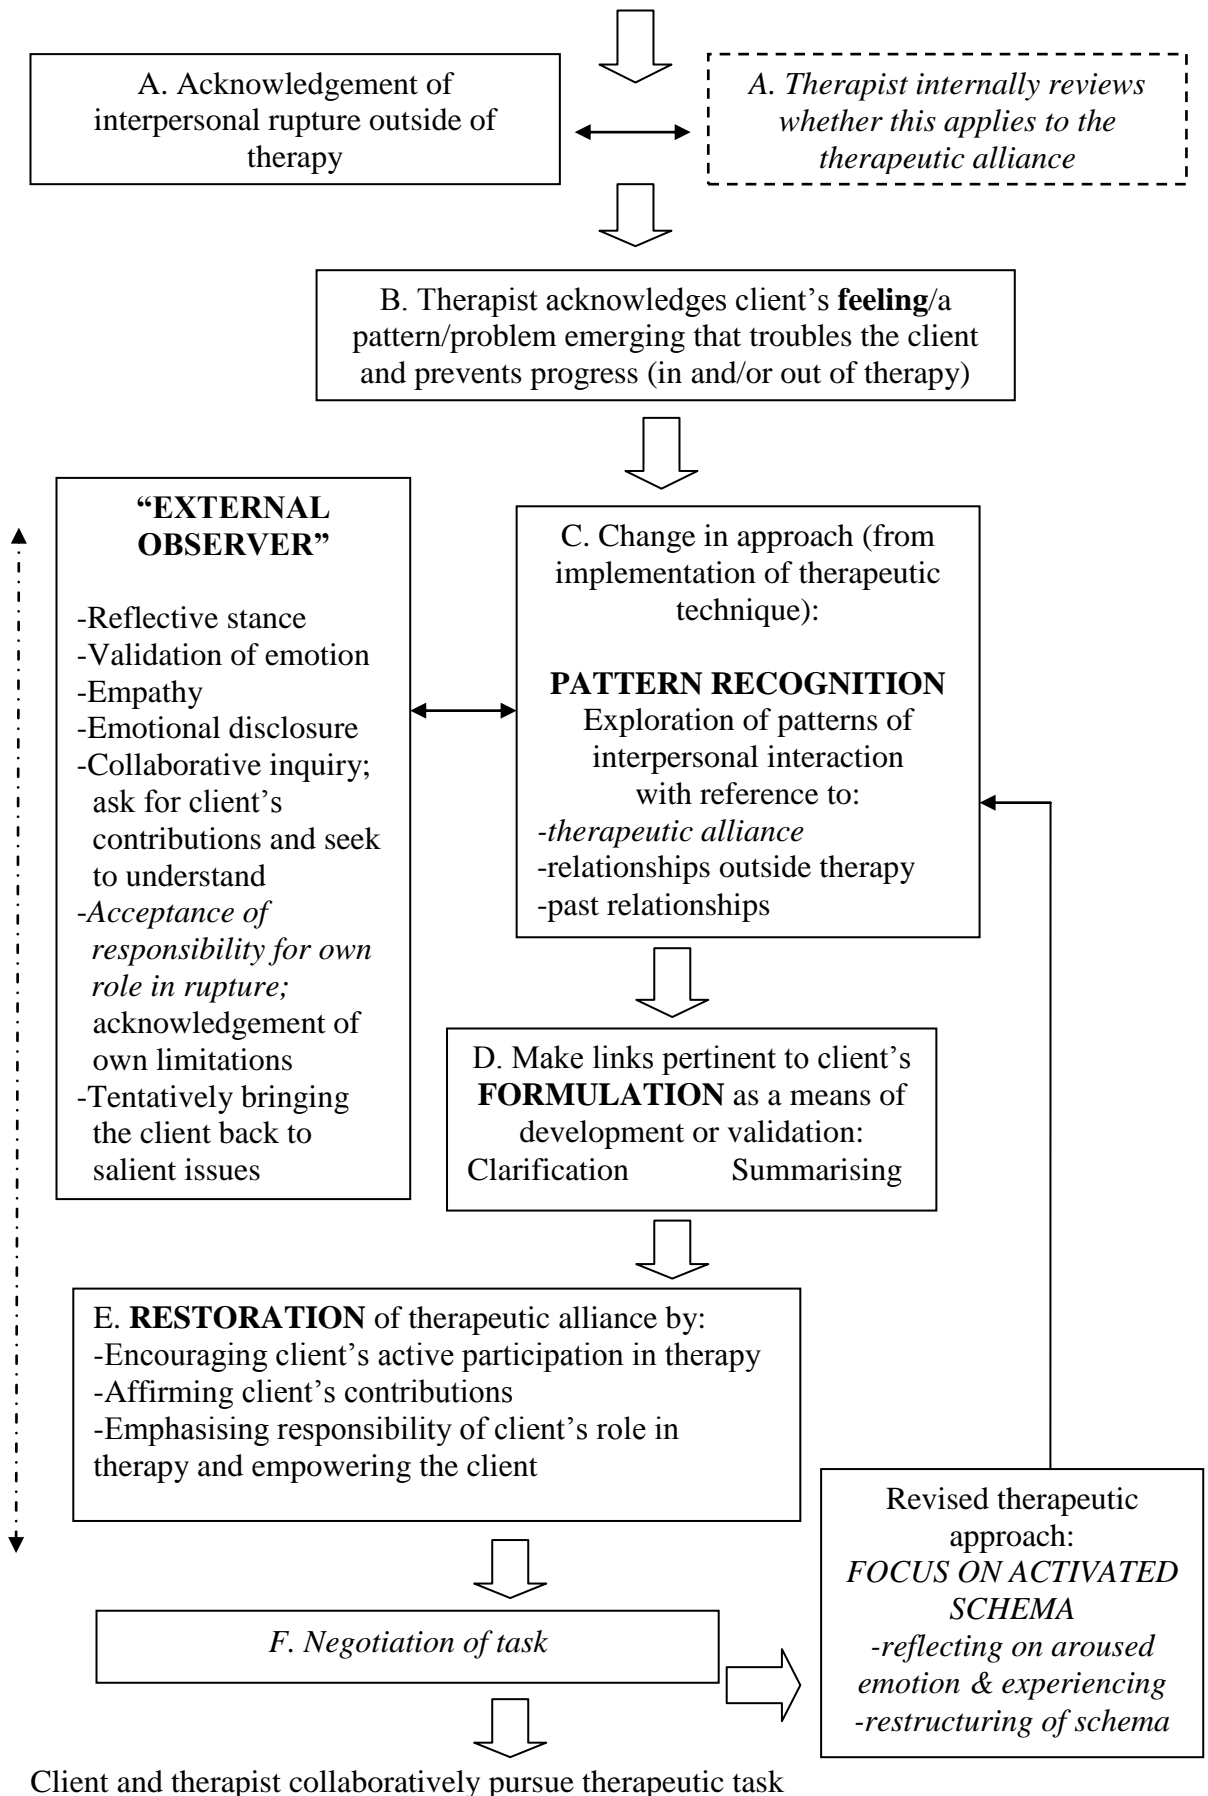 A. Acknowledgement of
interpersonal rupture outside of
therapy
A. Therapist internally reviews
whether this applies to the
therapeutic alliance
B. Therapist acknowledges client’s feeling/a
pattern/problem emerging that troubles the client
and prevents progress (in and/or out of therapy)
“EXTERNAL
OBSERVER”
-Reflective stance
-Validation of emotion
-Empathy
-Emotional disclosure
-Collaborative inquiry;
ask for client’s
contributions and seek
to understand
-Acceptance of
responsibility for own
role in rupture;
acknowledgement of
own limitations
-Tentatively bringing
the client back to
salient issues
C. Change in approach (from
implementation of therapeutic
technique):
PATTERN RECOGNITION
Exploration of patterns of
interpersonal interaction
with reference to:
-therapeutic alliance
-relationships outside therapy
-past relationships
D. Make links pertinent to client’s
FORMULATION as a means of
development or validation:
Clarification Summarising
E. RESTORATION of therapeutic alliance by:
-Encouraging client’s active participation in therapy
-Affirming client’s contributions
-Emphasising responsibility of client’s role in
therapy and empowering the client
Revised therapeutic
approach:
FOCUS ON ACTIVATED
SCHEMA
-reflecting on aroused
emotion & experiencing
-restructuring of schema
F. Negotiation of task
Client and therapist collaboratively pursue therapeutic task